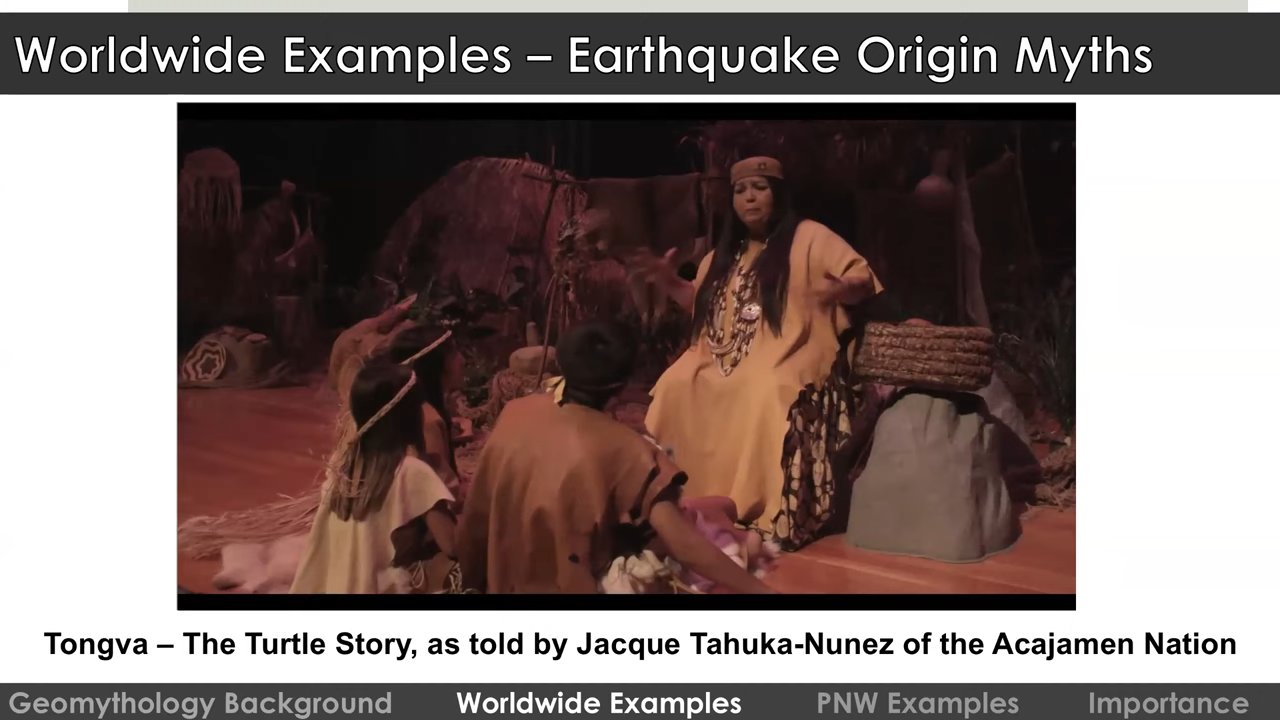 Worldwide Examples – Earthquake Origin Myths
Tongva – The Turtle Story, as told by Jacque Tahuka-Nunez of the Acajamen Nation
Geomythology Background Worldwide Examples PNW Examples Importance